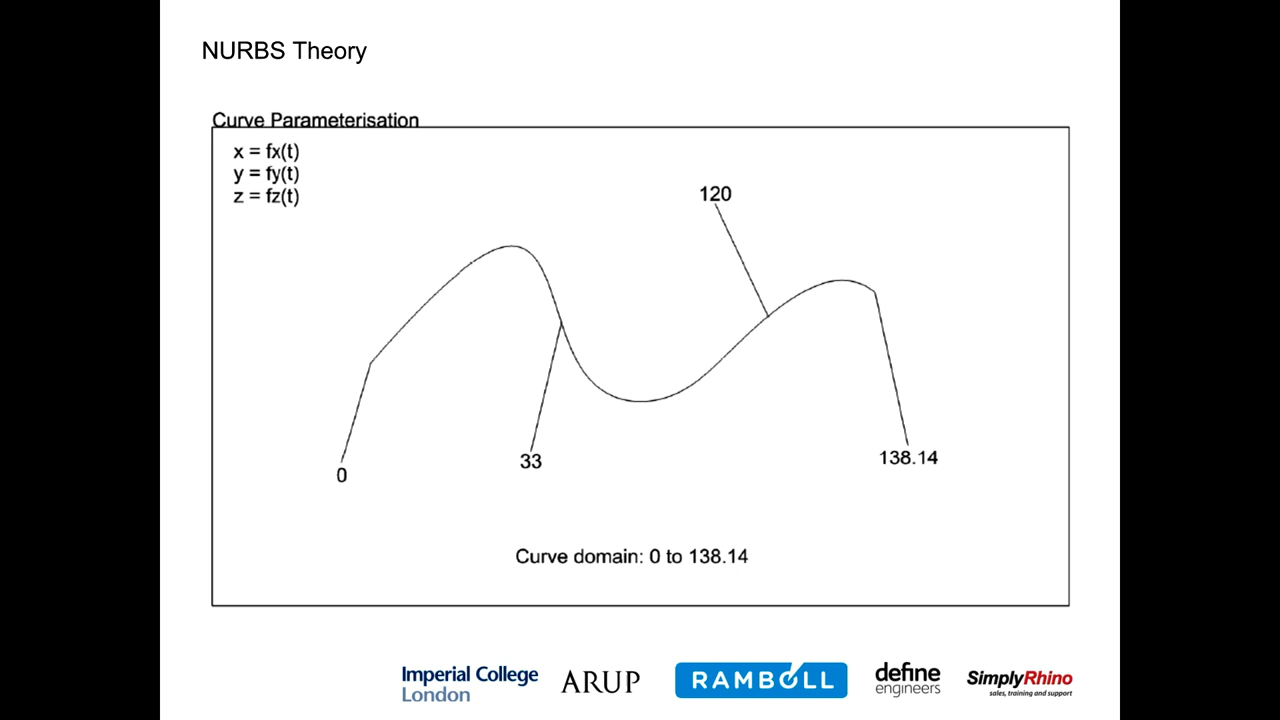 NURBS Theory
Curve Parameterisation
x = fx(t)
y = fy(t)
z = fz(t)
120
33
138.14
0
Curve domain: 0 to 138.14
Imperial College
London
ARUP
RAMBOLL
define
engineers
SimplyRhino
sales, training and support